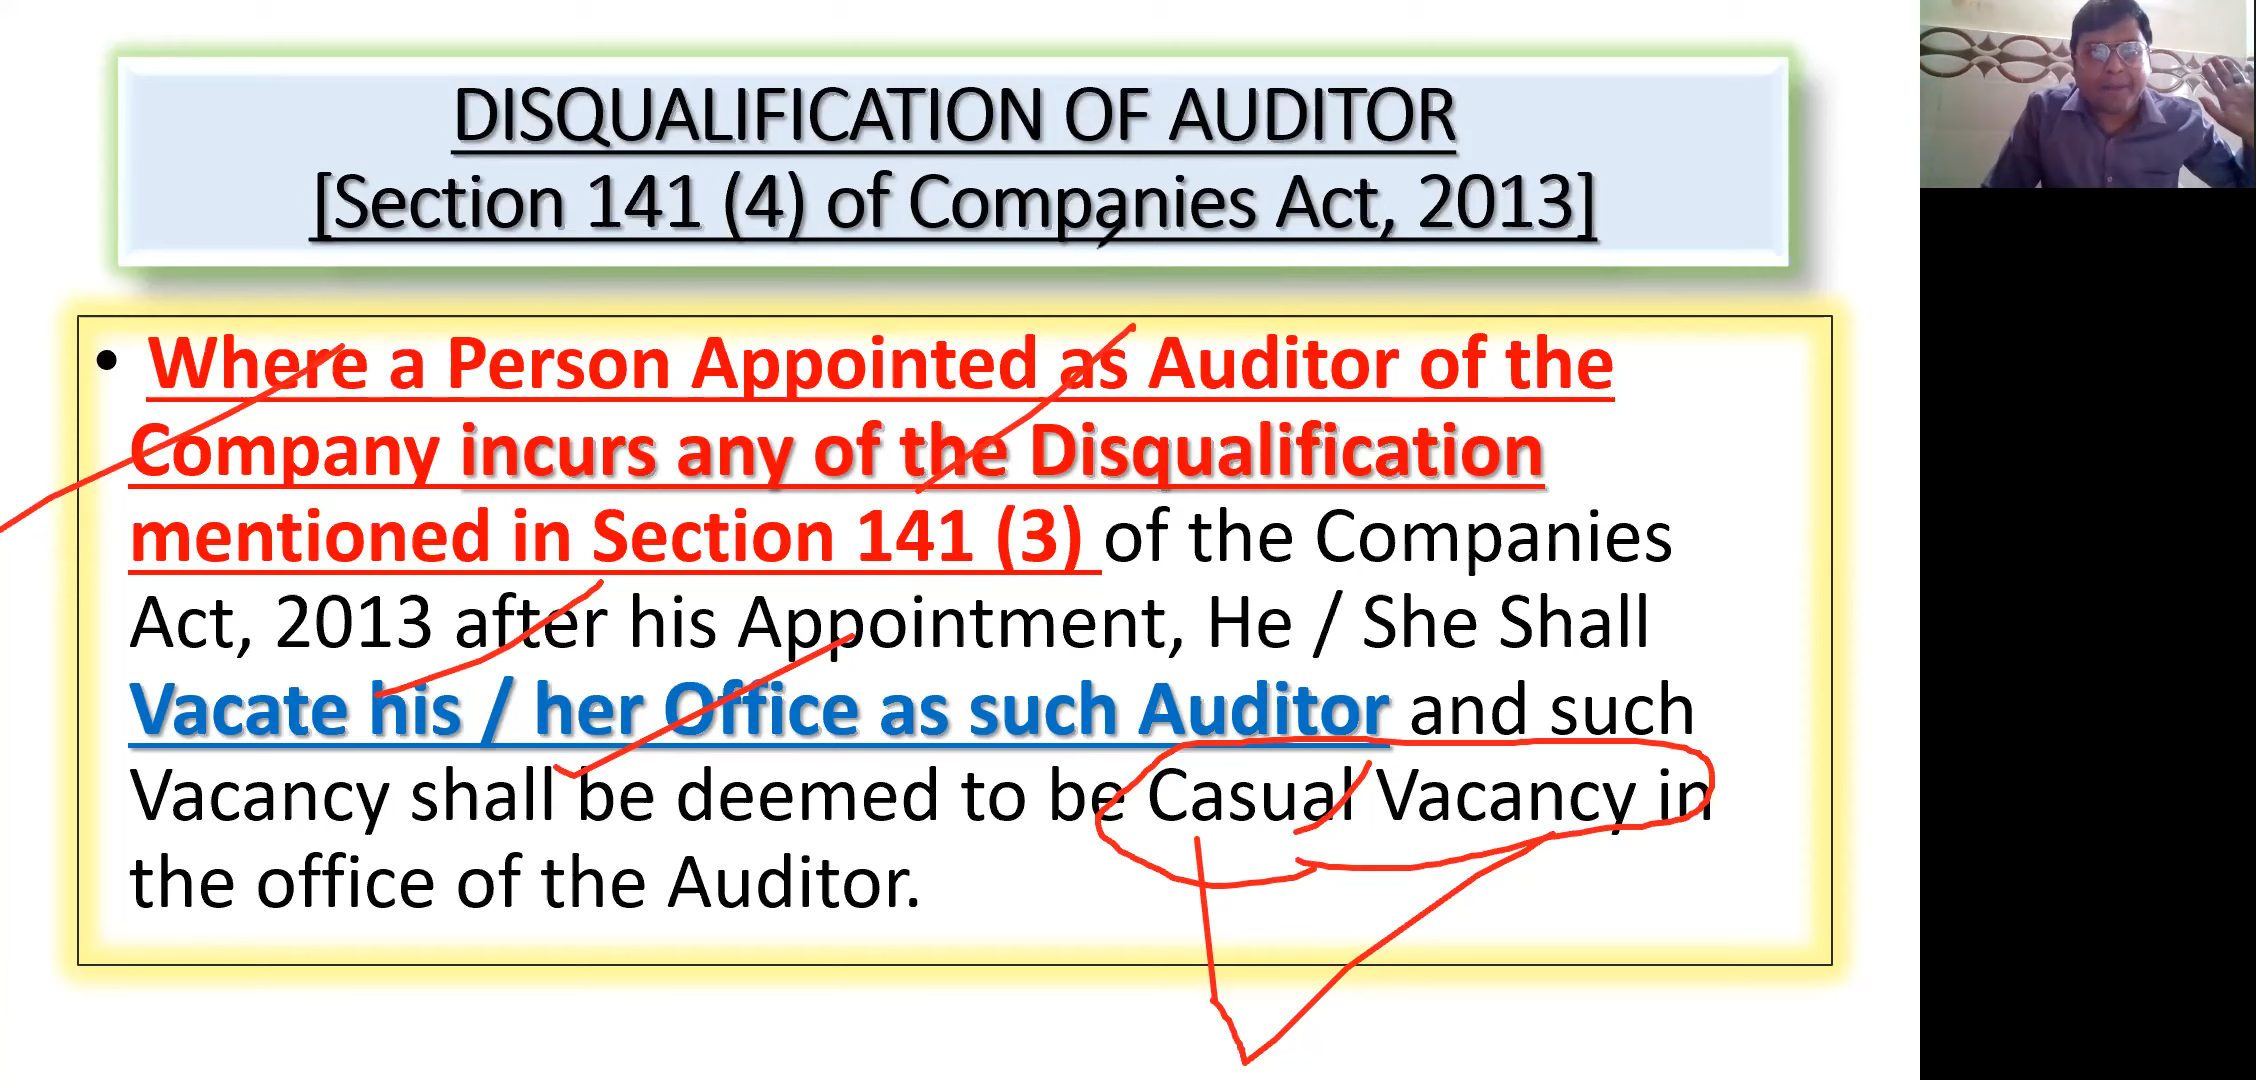 DISQUALIFICATION OF AUDITOR
[Section 141 (4) of Companies Act, 2013]
• Where a Person Appointed as Auditor of the
Company incurs any of the Disqualification
mentioned in Section 141 (3) of the Companies
Act, 2013 after his Appointment, He / She Shall
Vacate his / her Office as such Auditor and such
Vacancy shall be deemed to be Casual Vacancy in
the office of the Auditor.